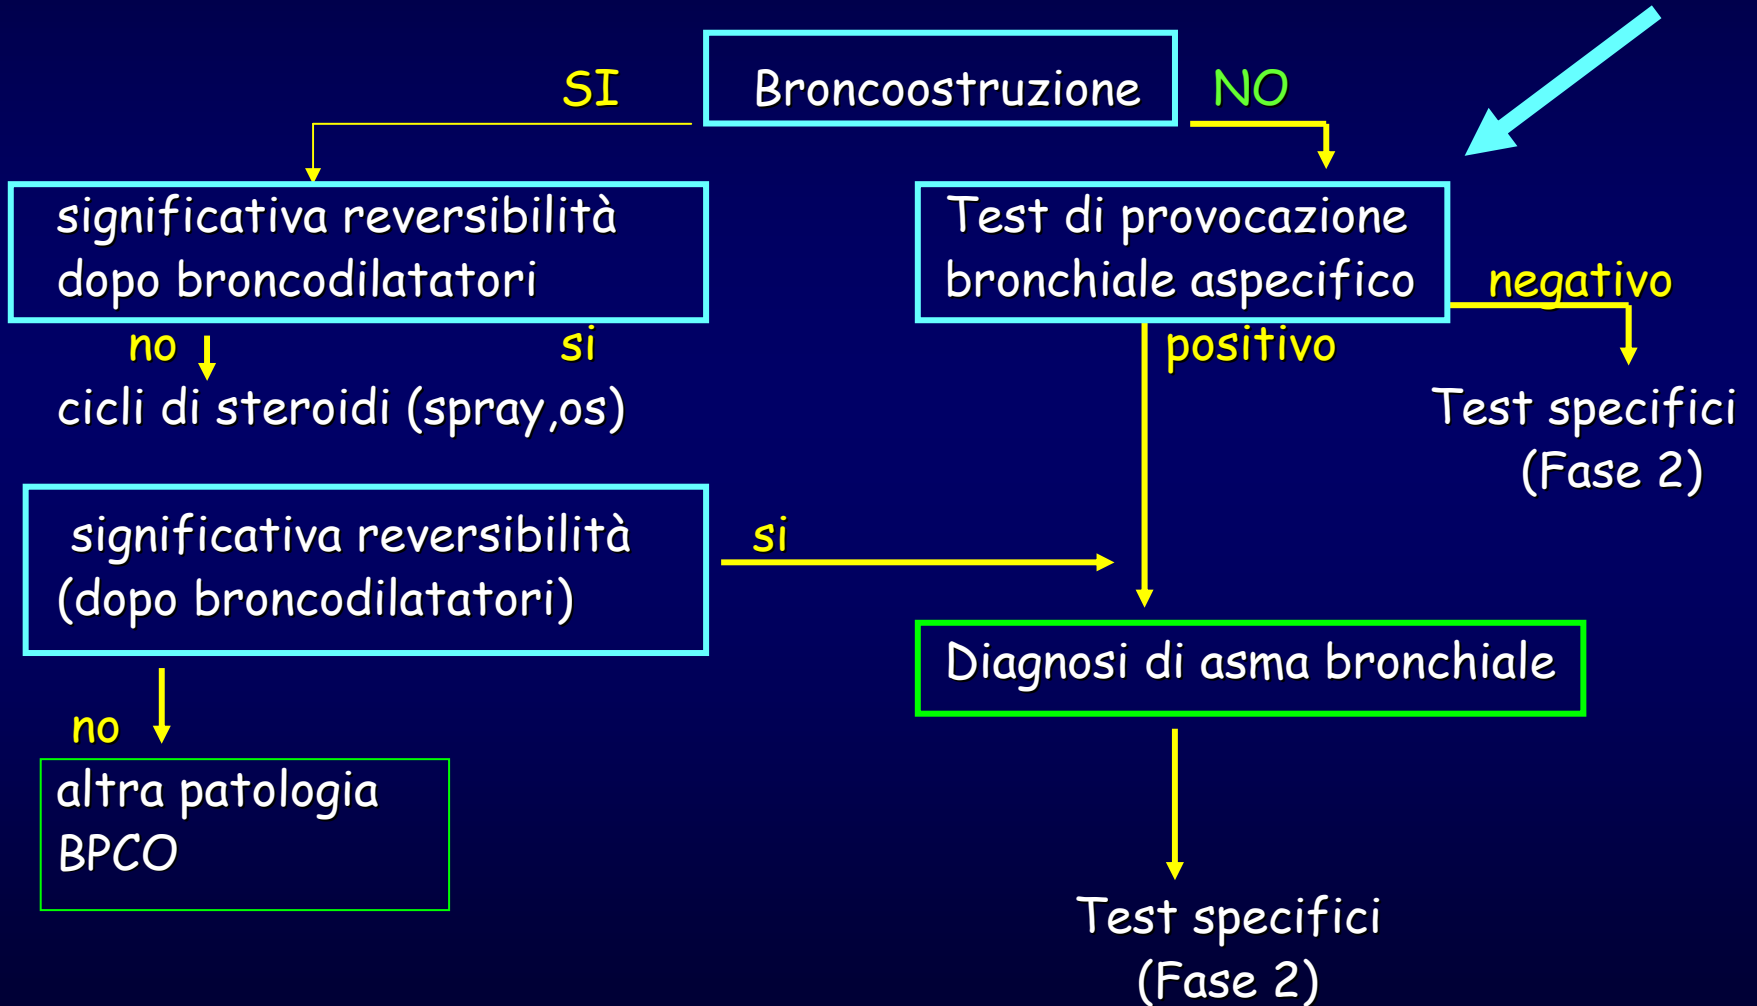 SI
Broncoostruzione
NO
significativa reversibilità
dopo broncodilatatori
Test di provocazione
bronchiale aspecifico
negativo
no
si
positivo
cicli di steroidi (spray,os)
Test specifici
(Fase 2)
significativa reversibilità
(dopo broncodilatatori)
si
Diagnosi di asma bronchiale
no
altra patologia
BPCO
Test specifici
(Fase 2)